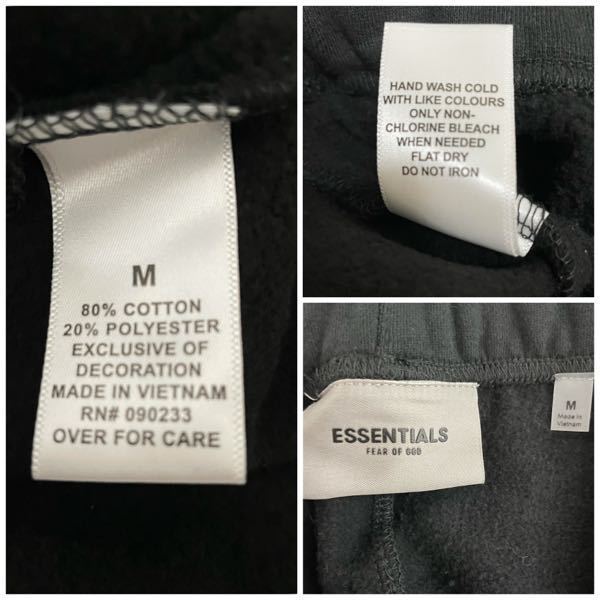 M
80% COTTON
20% POLYESTER
EXCLUSIVE OF
DECORATION
MADE IN VIETNAM
RN# 090233
OVER FOR CARE
HAND WASH COLD
WITH LIKE COLOURS
ONLY NON-
CHLORINE BLEACH
WHEN NEEDED
FLAT DRY
DO NOT IRON
ESSENTIALS
FEAR OF GOD
M
Made in
Vietnam